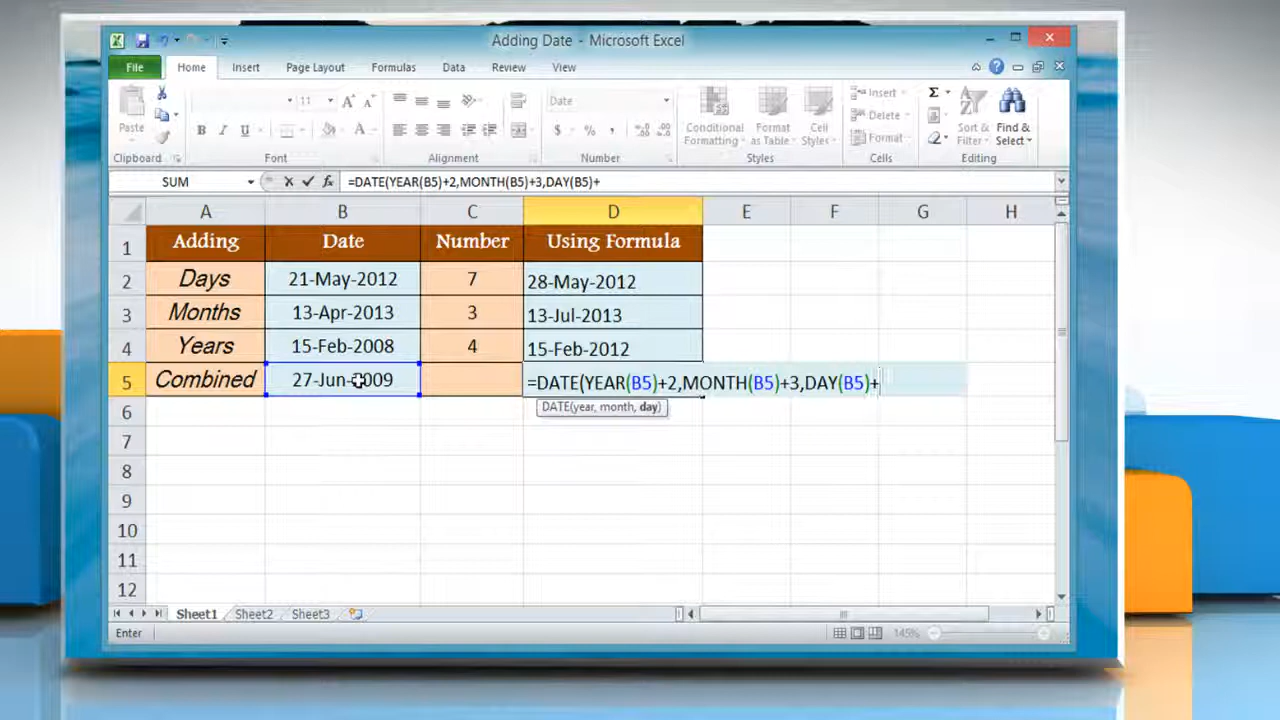 Adding Date - Microsoft Excel
File Home Insert Page Layout Formulas Data Review View
11 Date Insert Σ
Paste Conditional Format Cell Delete Sort & Find &
B I U A $ % , Formatting as Table Styles Format Filter Select
Clipboard Font Alignment Number Styles Cells Editing
SUM fx =DATE(YEAR(B5)+2,MONTH(B5)+3,DAY(B5)+
A B C D E F G H
1 Adding Date Number Using Formula
2 Days 21-May-2012 7 28-May-2012
3 Months 13-Apr-2013 3 13-Jul-2013
4 Years 15-Feb-2008 4 15-Feb-2012
5 Combined 27-Jun-2009 =DATE(YEAR(B5)+2,MONTH(B5)+3,DAY(B5)+
6 DATE(year, month, day)
7
8
9
10
11
12
Sheet1 Sheet2 Sheet3
Enter 145%